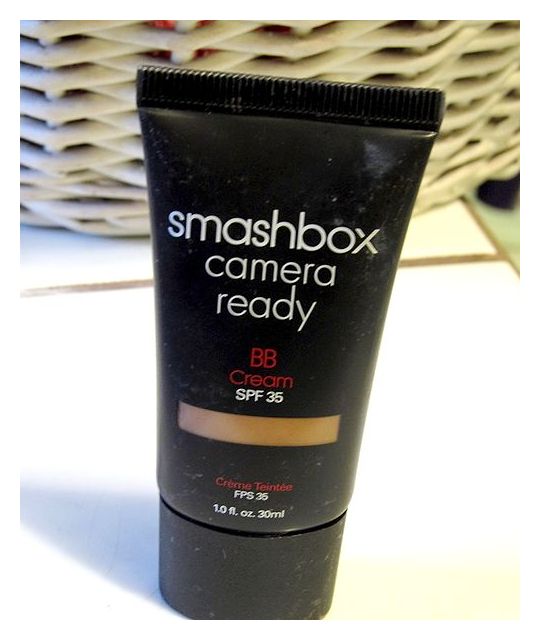 smashbox
camera
ready
BB
Cream
SPF 35
Crème Teintée
FPS 35
1.0 fl. oz. 30ml